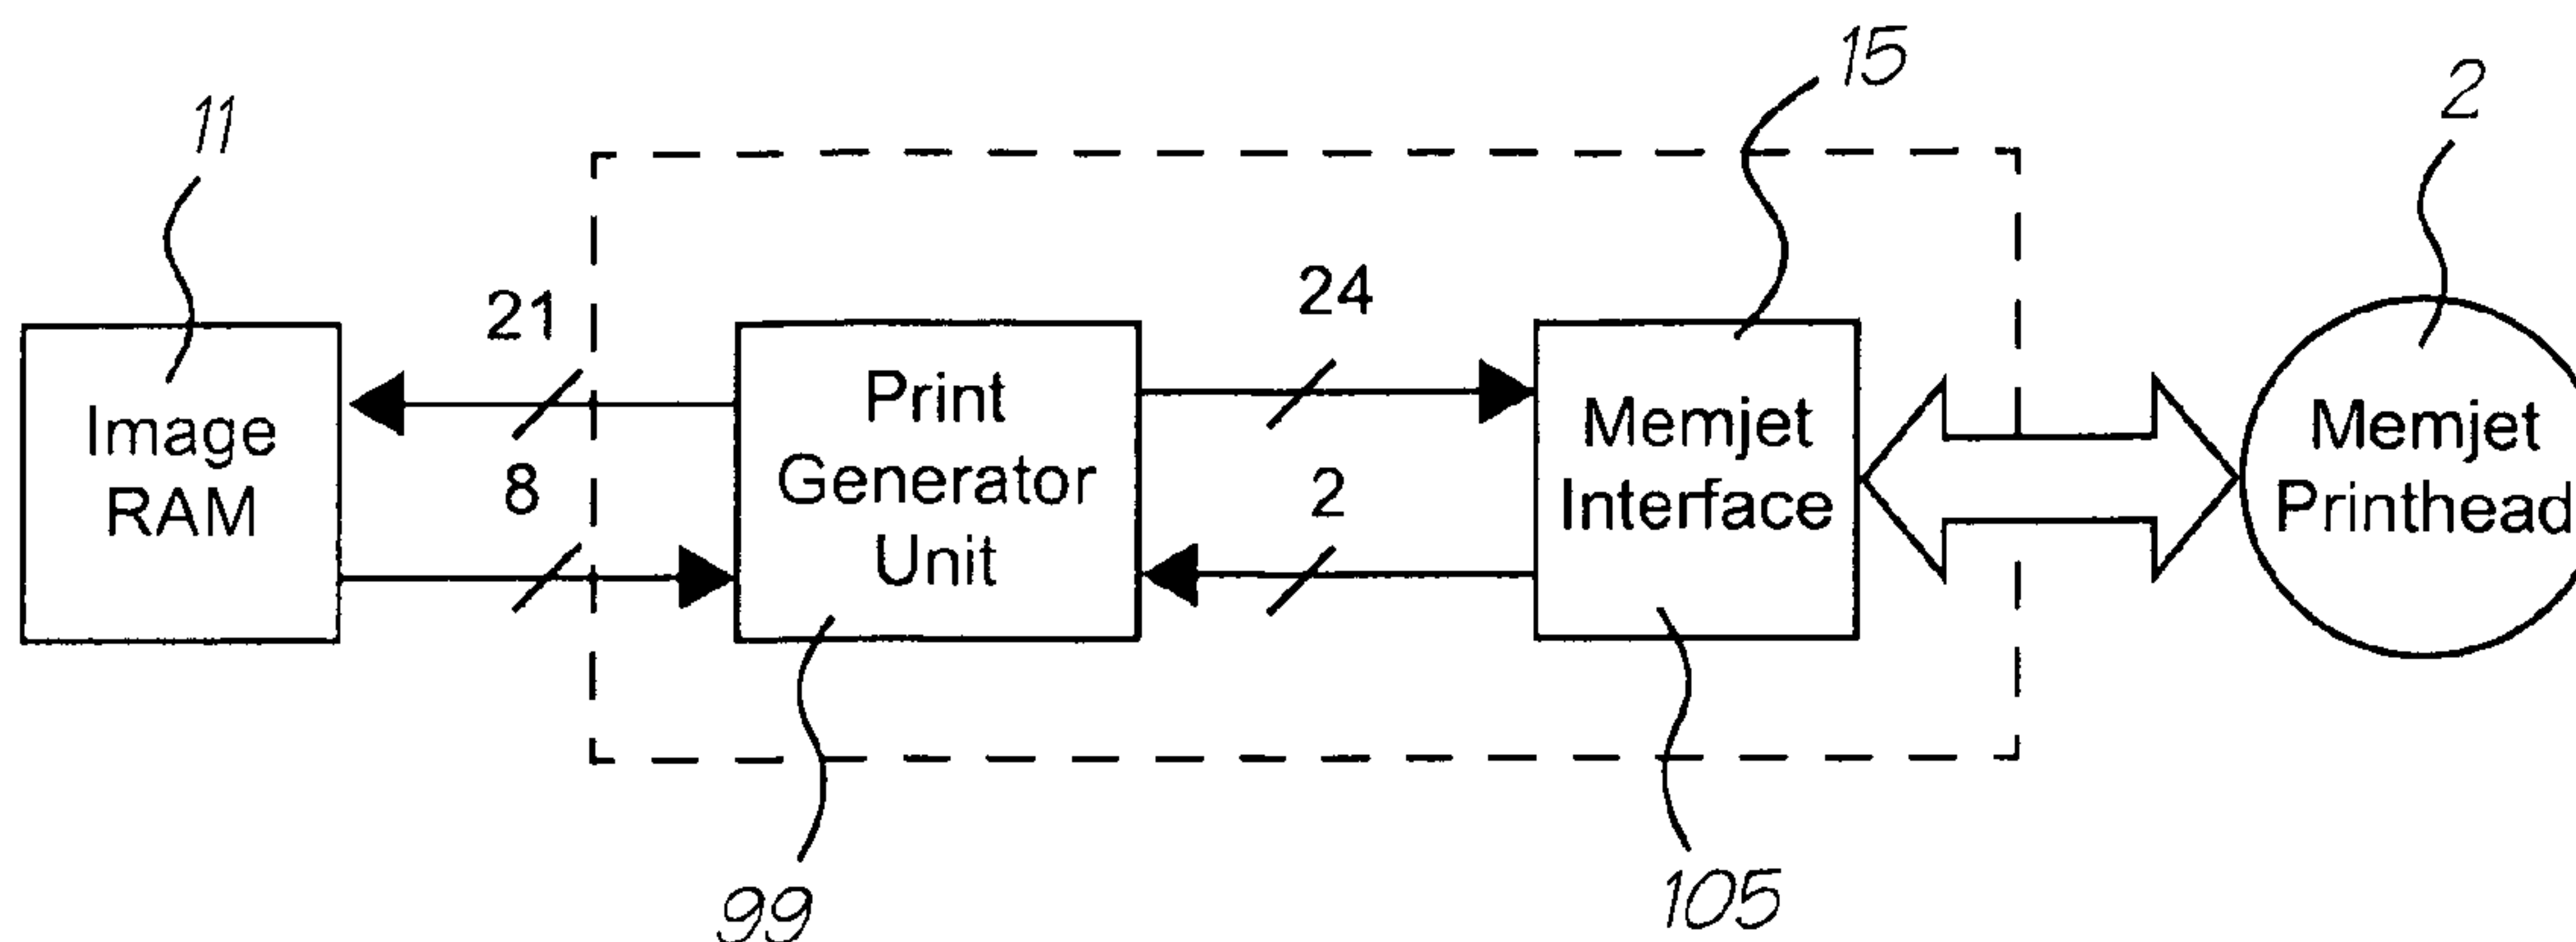 15
2
11
21
24
8
2
Image
RAM
Print
Generator
Unit
Memjet
Interface
Memjet
Printhead
99
105